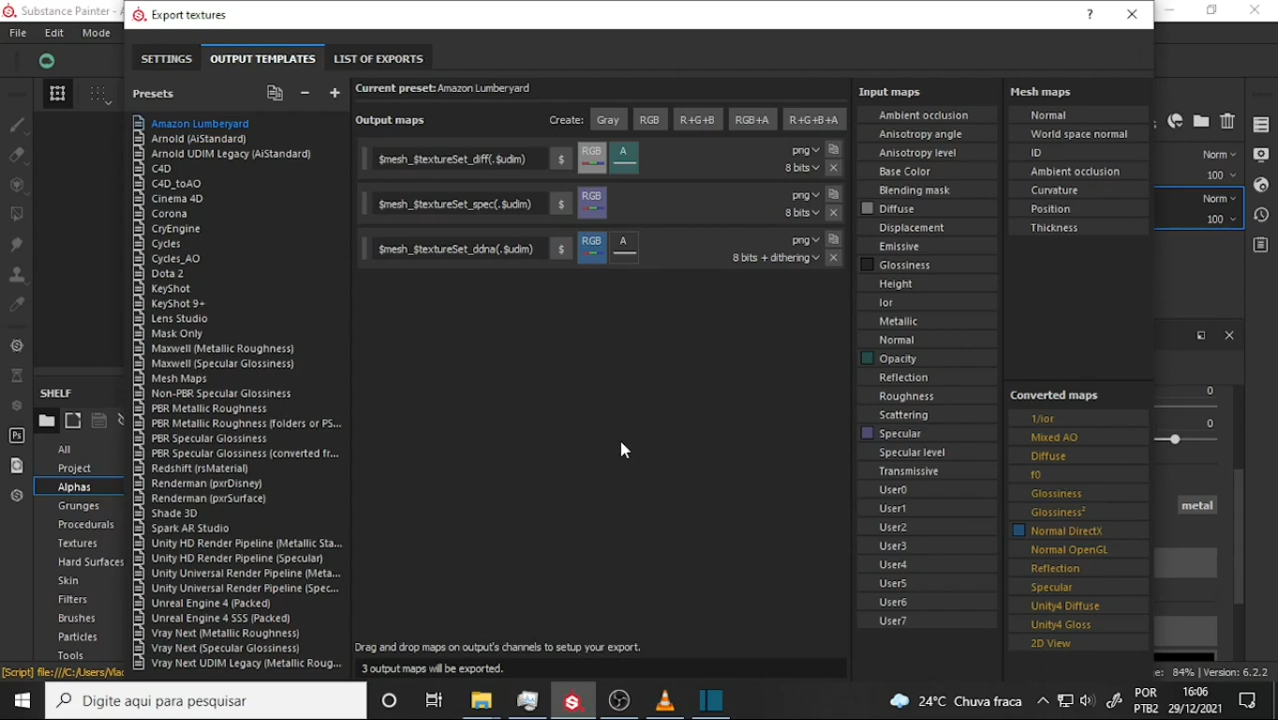 Substance Painter - A
Export textures
File Edit Mode
SETTINGS OUTPUT TEMPLATES LIST OF EXPORTS
Presets
Amazon Lumberyard
Arnold (AiStandard)
Arnold UDIM Legacy (AiStandard)
C4D
C4D_toAO
Cinema 4D
Corona
CryEngine
Cycles
Cycles_AO
Dota 2
KeyShot
KeyShot 9+
Lens Studio
Mask Only
Maxwell (Metallic Roughness)
Maxwell (Specular Glossiness)
Mesh Maps
Non-PBR Specular Glossiness
PBR Metallic Roughness
PBR Metallic Roughness (folders or PS...
PBR Specular Glossiness
PBR Specular Glossiness (converted fr...
Redshift (rsMaterial)
Renderman (pxrDisney)
Renderman (pxrSurface)
Shade 3D
Spark AR Studio
Unity HD Render Pipeline (Metallic Sta...
Unity HD Render Pipeline (Specular)
Unity Universal Render Pipeline (Meta...
Unity Universal Render Pipeline (Spec...
Unreal Engine 4 (Packed)
Unreal Engine 4 SSS (Packed)
Vray Next (Metallic Roughness)
Vray Next (Specular Glossiness)
Vray Next UDIM Legacy (Metallic Roug...
Current preset: Amazon Lumberyard
Output maps Create: Gray RGB R+G+B RGB+A R+G+B+A
$mesh_$textureSet_diff(.$udim) $ RGB A png
8 bits
$mesh_$textureSet_spec(.$udim) $ RGB png
8 bits
$mesh_$textureSet_ddna(.$udim) $ RGB A png
8 bits + dithering
Drag and drop maps on output's channels to setup your export.
3 output maps will be exported.
Input maps
Ambient occlusion
Anisotropy angle
Anisotropy level
Base Color
Blending mask
Diffuse
Displacement
Emissive
Glossiness
Height
Ior
Metallic
Normal
Opacity
Reflection
Roughness
Scattering
Specular
Specular level
Transmissive
User0
User1
User2
User3
User4
User5
User6
User7
Mesh maps
Normal
World space normal
ID
Ambient occlusion
Curvature
Position
Thickness
Converted maps
1/ior
Mixed AO
Diffuse
f0
Glossiness
Glossiness²
Normal DirectX
Normal OpenGL
Reflection
Specular
Unity4 Diffuse
Unity4 Gloss
2D View
Norm
100
Norm
100
0
0
metal
SHELF
All
Project
Alphas
Grunges
Procedurals
Textures
Hard Surfaces
Skin
Filters
Brushes
Particles
Tools
Ps
[Script] file:///C:/Users/Vla
84% Version: 6.2.2
Digite aqui para pesquisar
24°C Chuva fraca
POR
PTB2
16:06
29/12/2021